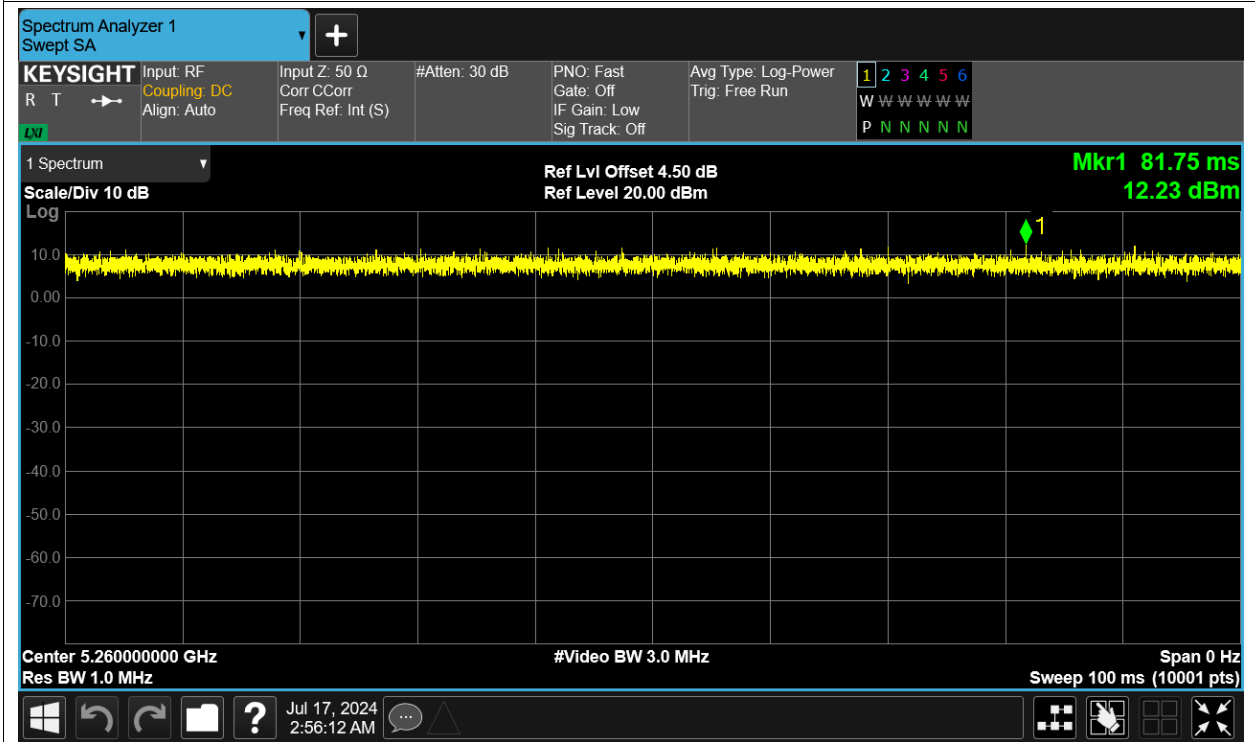 Spectrum Analyzer 1
Swept SA
KEYSIGHT
R T
LXI
Input: RF
Coupling: DC
Align: Auto
Input Z: 50 Ω
Corr CCorr
Freq Ref: Int (S)
#Atten: 30 dB
PNO: Fast
Gate: Off
IF Gain: Low
Sig Track: Off
Avg Type: Log-Power
Trig: Free Run
1 2 3 4 5 6
W W W W W W
P N N N N N
1 Spectrum
Scale/Div 10 dB
Log
Ref Lvl Offset 4.50 dB
Ref Level 20.00 dBm
Mkr1 81.75 ms
12.23 dBm
1
10.0
0.00
-10.0
-20.0
-30.0
-40.0
-50.0
-60.0
-70.0
Center 5.260000000 GHz
Res BW 1.0 MHz
#Video BW 3.0 MHz
Span 0 Hz
Sweep 100 ms (10001 pts)
?
Jul 17, 2024
2:56:12 AM